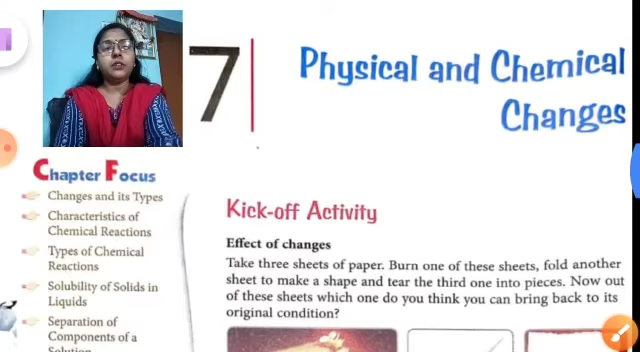 7
Physical and Chemical
Changes
Chapter Focus
Changes and its Types
Characteristics of
Chemical Reactions
Types of Chemical
Reactions
Solubility of Solids in
Liquids
Separation of
Components of a
Solution
Kick-off Activity
Effect of changes
Take three sheets of paper. Burn one of these sheets, fold another
sheet to make a shape and tear the third one into pieces. Now out
of these sheets which one do you think you can bring back to its
original condition?